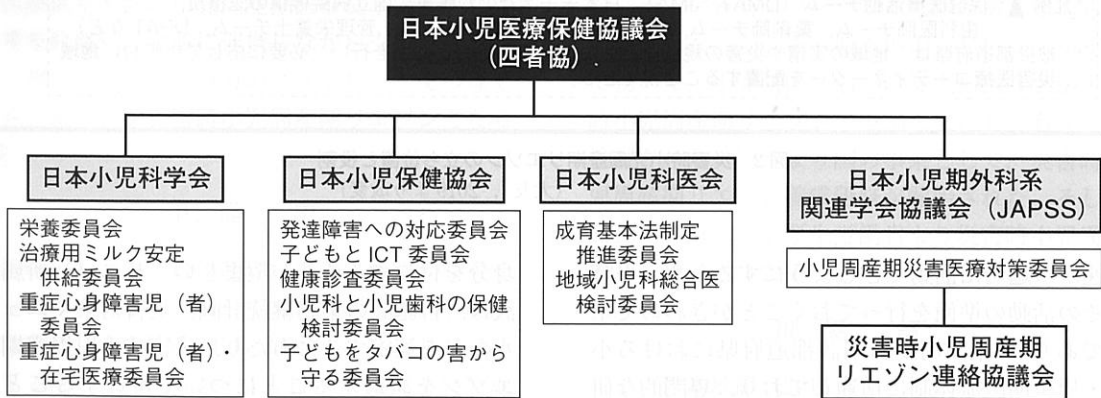 日本小児医療保健協議会
(四者協)
日本小児科学会
栄養委員会
治療用ミルク安定
供給委員会
重症心身障害児（者）
委員会
重症心身障害児（者）・
在宅医療委員会
日本小児保健協会
発達障害への対応委員会
子どもと ICT 委員会
健康診査委員会
小児科と小児歯科の保健
検討委員会
子どもをタバコの害から
守る委員会
日本小児科医会
成育基本法制定
推進委員会
地域小児科総合医
検討委員会
日本小児期外科系
関連学会協議会（JAPSS）
小児周産期災害医療対策委員会
災害時小児周産期
リエゾン連絡協議会